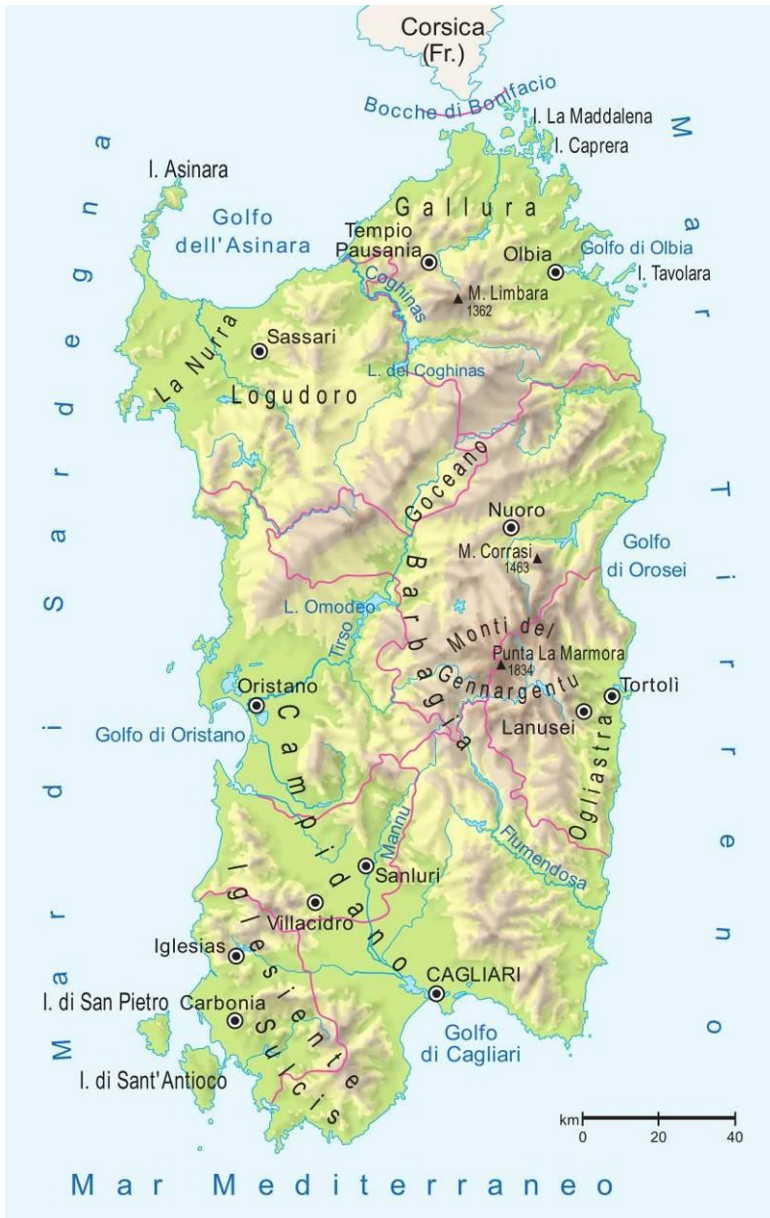 Corsica
(Fr.)
Bocche di Bonifacio
I. La Maddalena
I. Caprera
I. Asinara
Golfo
dell'Asinara
Gallura
Tempio
Pausania
Olbia
Golfo di Olbia
I. Tavolara
Coghinas
M. Limbara
1362
La Nurra
Sassari
L. del Coghinas
Logudoro
Goceano
Nuoro
M. Corrasi
1463
Golfo
di Orosei
Barbagia
L. Omodeo
Tirso
Monti del
Gennargentu
Punta La Marmora
1834
Oristano
Golfo di Oristano
Tortolì
Lanusei
Ogliastra
Campidano
Mannu
Flumendosa
Sanluri
Villacidro
Iglesias
Iglesiente
CAGLIARI
Golfo
di Cagliari
I. di San Pietro
Carbonia
Sulcis
I. di Sant'Antioco
Mar di Sardegna
Mar Tirreno
km
0 20 40
Mar Mediterraneo